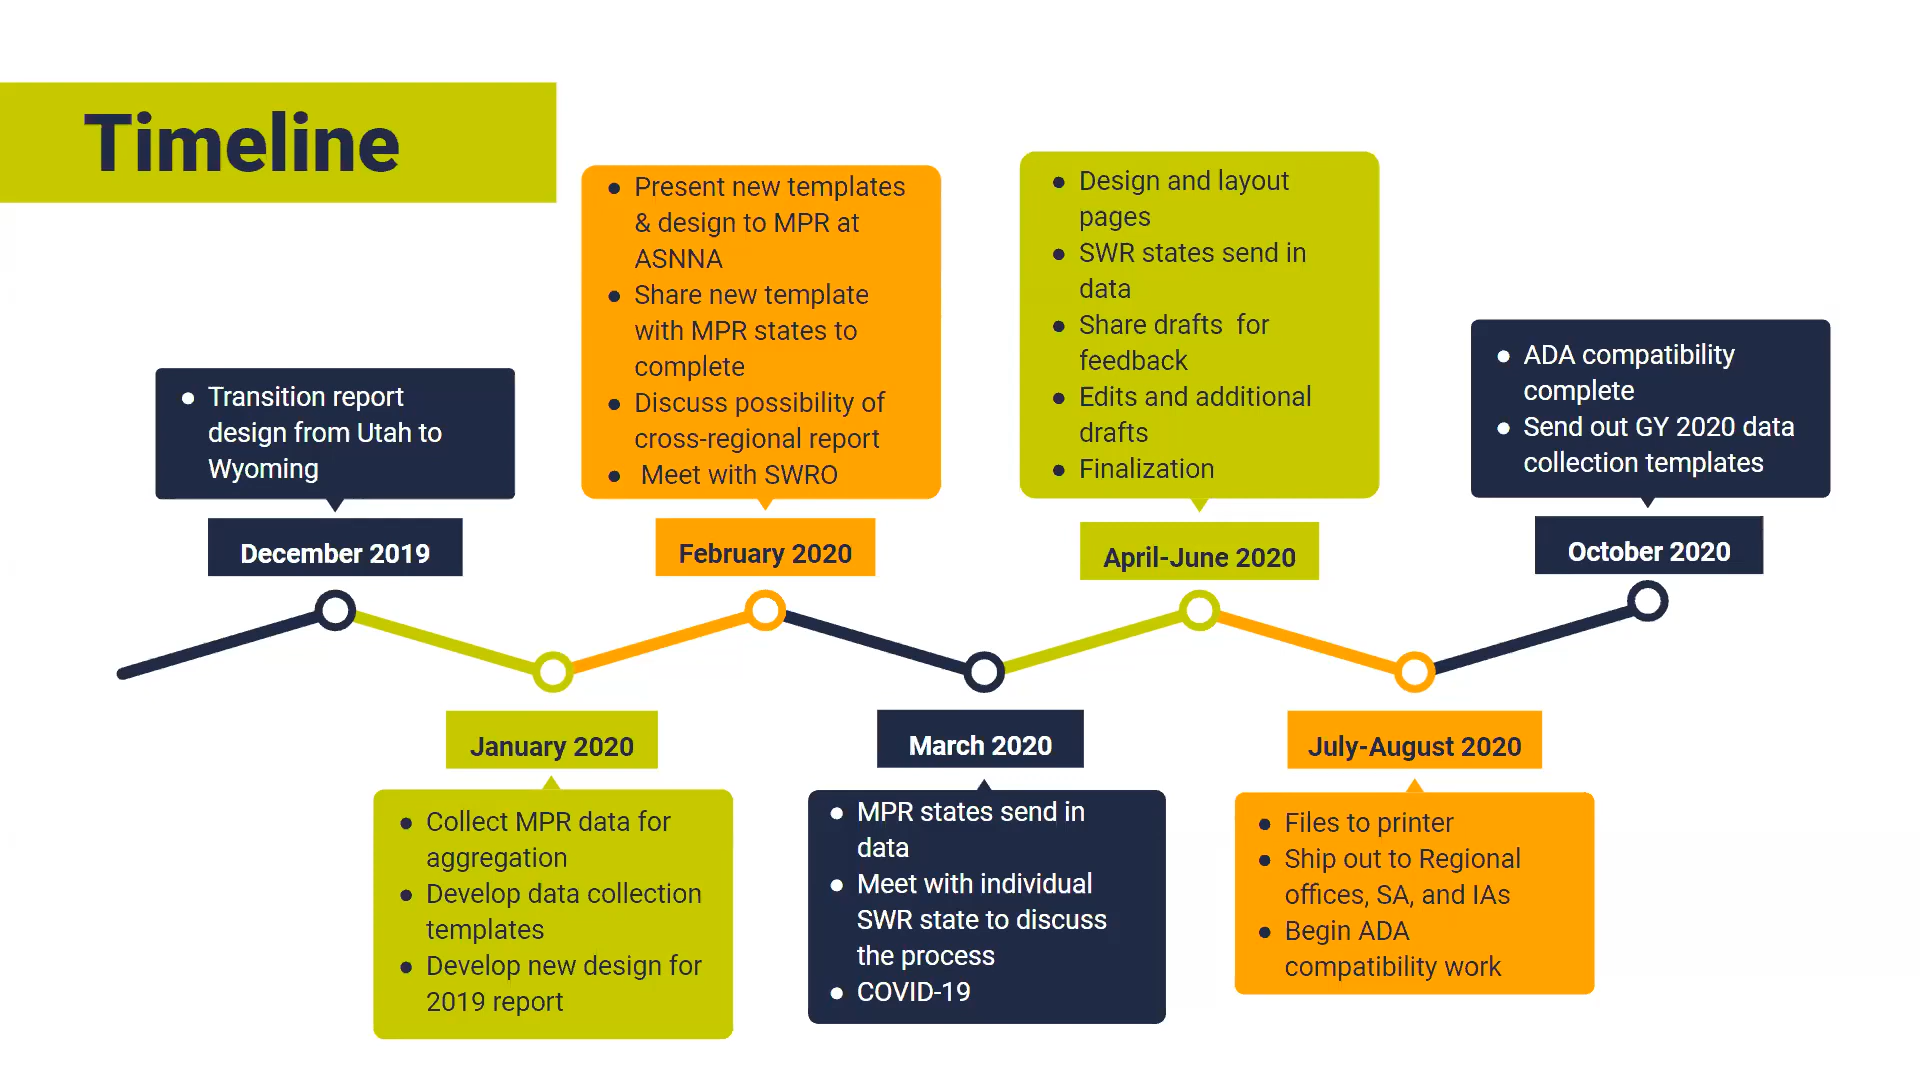 Timeline
● Transition report
design from Utah to
Wyoming
December 2019
January 2020
● Collect MPR data for
aggregation
● Develop data collection
templates
● Develop new design for
2019 report
● Present new templates
& design to MPR at
ASNNA
● Share new template
with MPR states to
complete
● Discuss possibility of
cross-regional report
● Meet with SWRO
February 2020
March 2020
● MPR states send in
data
● Meet with individual
SWR state to discuss
the process
● COVID-19
● Design and layout
pages
● SWR states send in
data
● Share drafts for
feedback
● Edits and additional
drafts
● Finalization
April-June 2020
July-August 2020
● Files to printer
● Ship out to Regional
offices, SA, and IAs
● Begin ADA
compatibility work
● ADA compatibility
complete
● Send out GY 2020 data
collection templates
October 2020